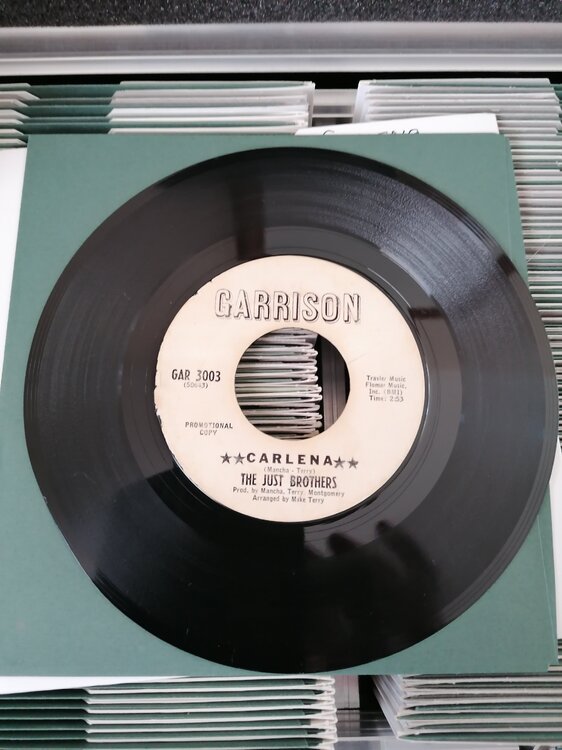 GARRISON
GAR 3003
(50643)
Travler Music
Flomar Music,
Inc. (BMI)
Time: 2:53
PROMOTIONAL
COPY
★★CARLENA★★
(Mancha - Terry)
THE JUST BROTHERS
Prod. by Mancha, Terry, Montgomery
Arranged by Mike Terry